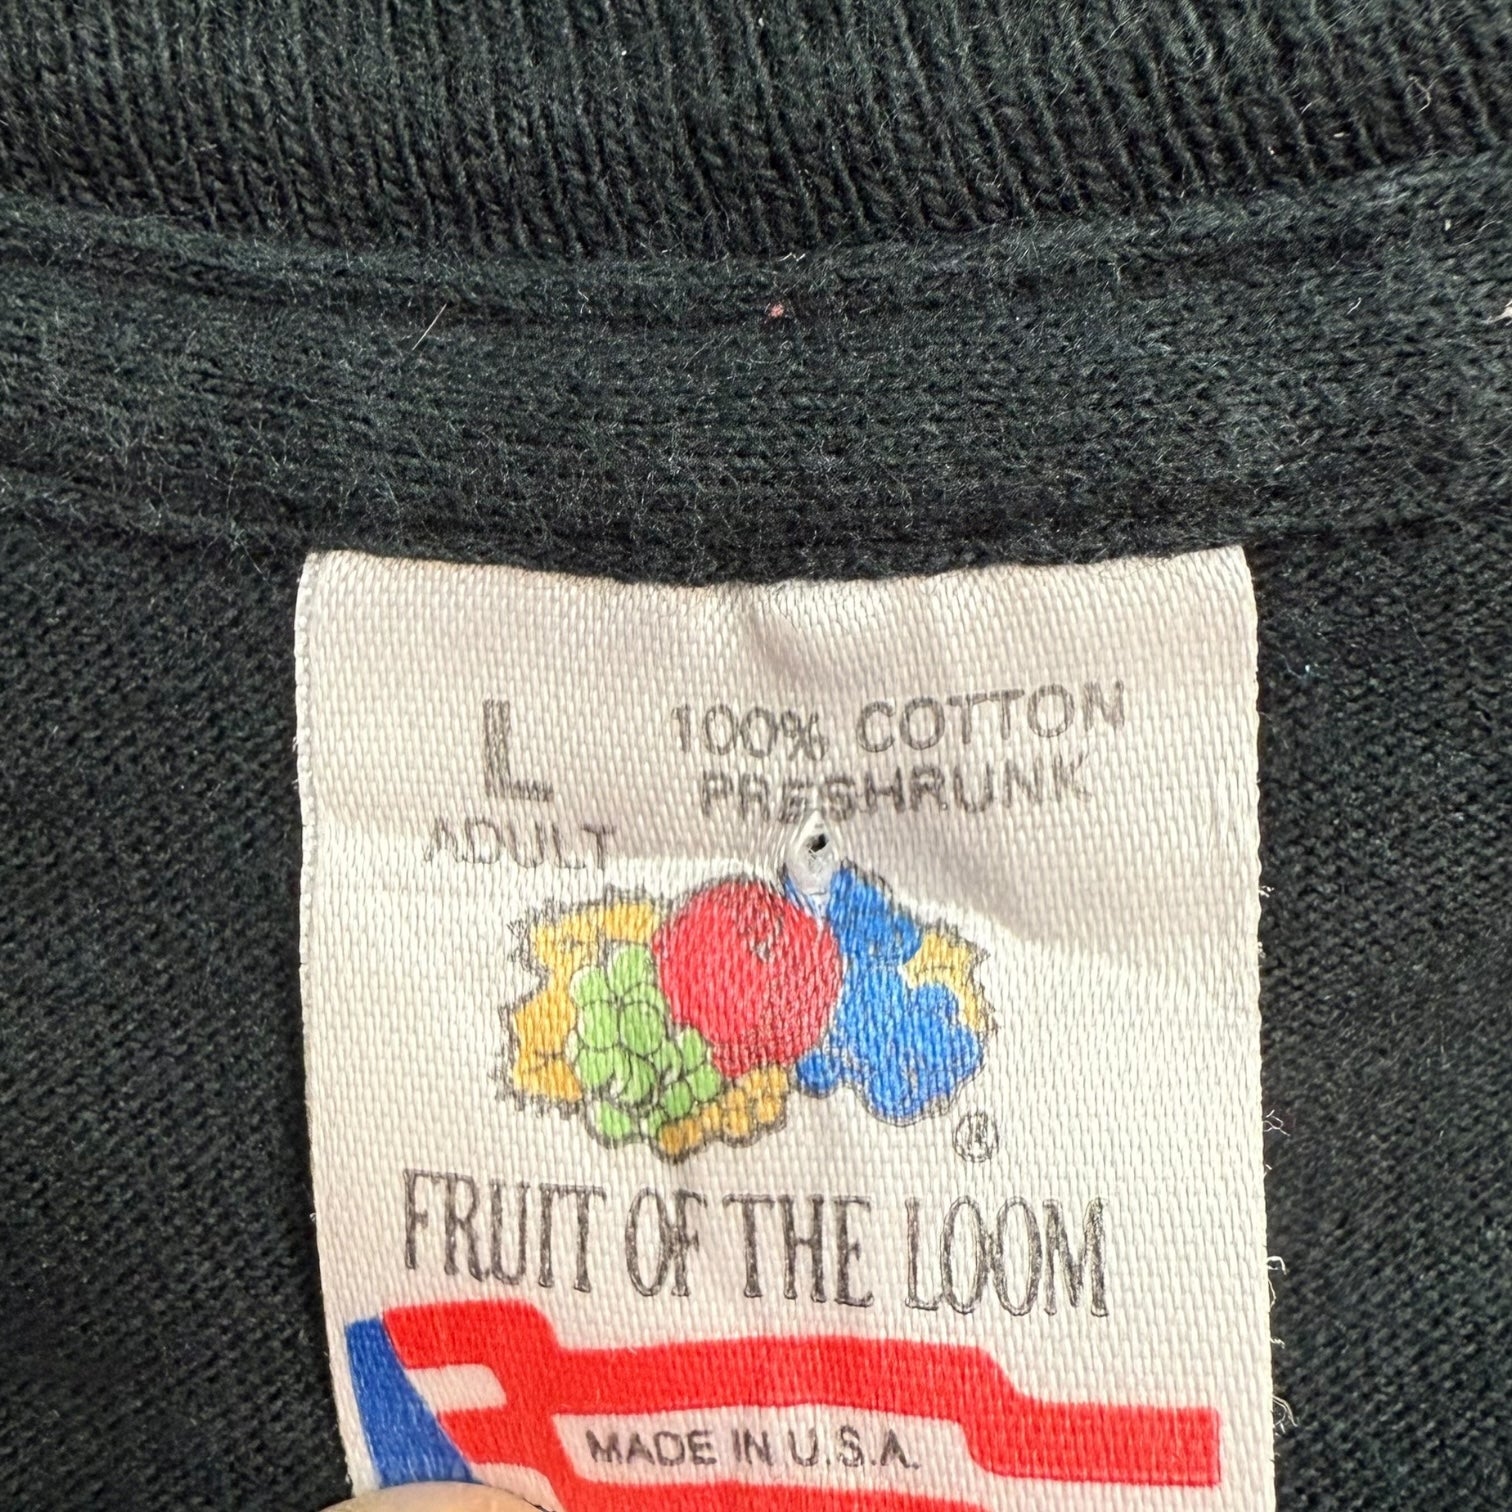 L
ADULT
100% COTTON
PRESHRUNK
®
FRUIT OF THE LOOM
MADE IN U.S.A.